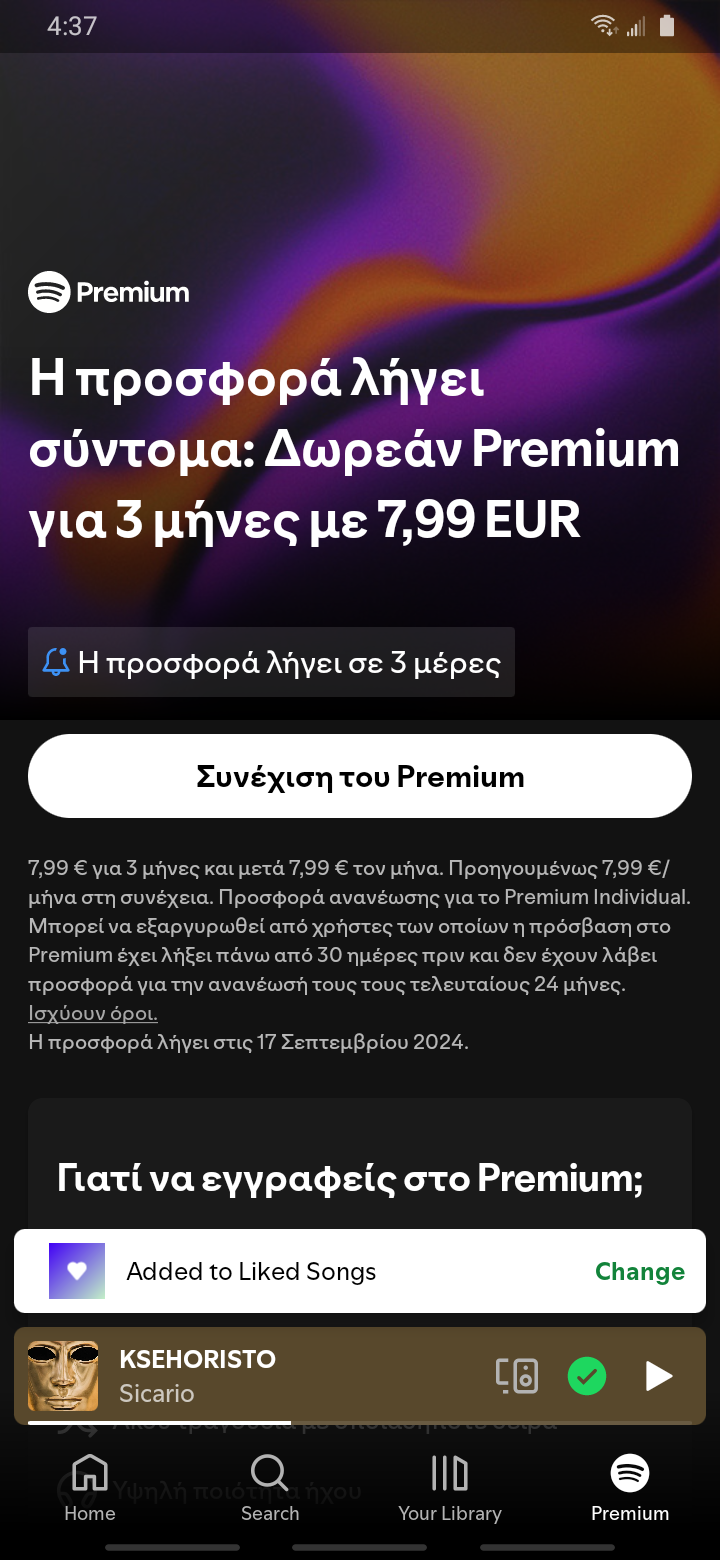 4:37
Premium
Η προσφορά λήγει
σύντομα: Δωρεάν Premium
για 3 μήνες με 7,99 EUR
Η προσφορά λήγει σε 3 μέρες
Συνέχιση του Premium
7,99 € για 3 μήνες και μετά 7,99 € τον μήνα. Προηγουμένως 7,99 €/
μήνα στη συνέχεια. Προσφορά ανανέωσης για το Premium Individual.
Μπορεί να εξαργυρωθεί από χρήστες των οποίων η πρόσβαση στο
Premium έχει λήξει πάνω από 30 ημέρες πριν και δεν έχουν λάβει
προσφορά για την ανανέωσή τους τους τελευταίους 24 μήνες.
Ισχύουν όροι.
Η προσφορά λήγει στις 17 Σεπτεμβρίου 2024.
Γιατί να εγγραφείς στο Premium;
Added to Liked Songs
Change
KSEHORISTO
Sicario
Υψηλή ποιότητα ήχου
Home
Search
Your Library
Premium